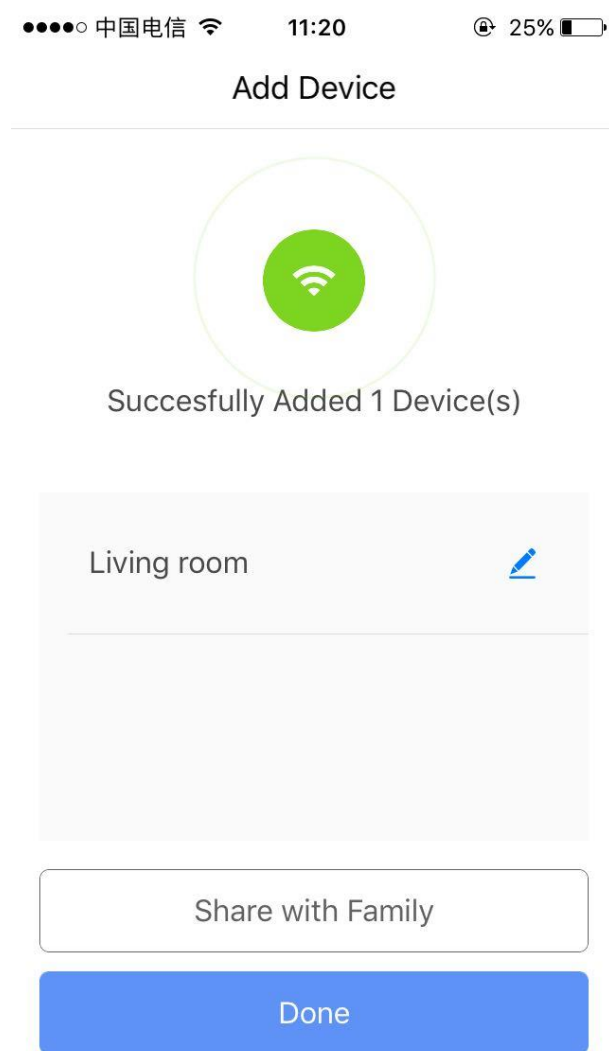 中国电信 11:20 25%
Add Device
Succesfully Added 1 Device(s)
Living room
Share with Family
Done